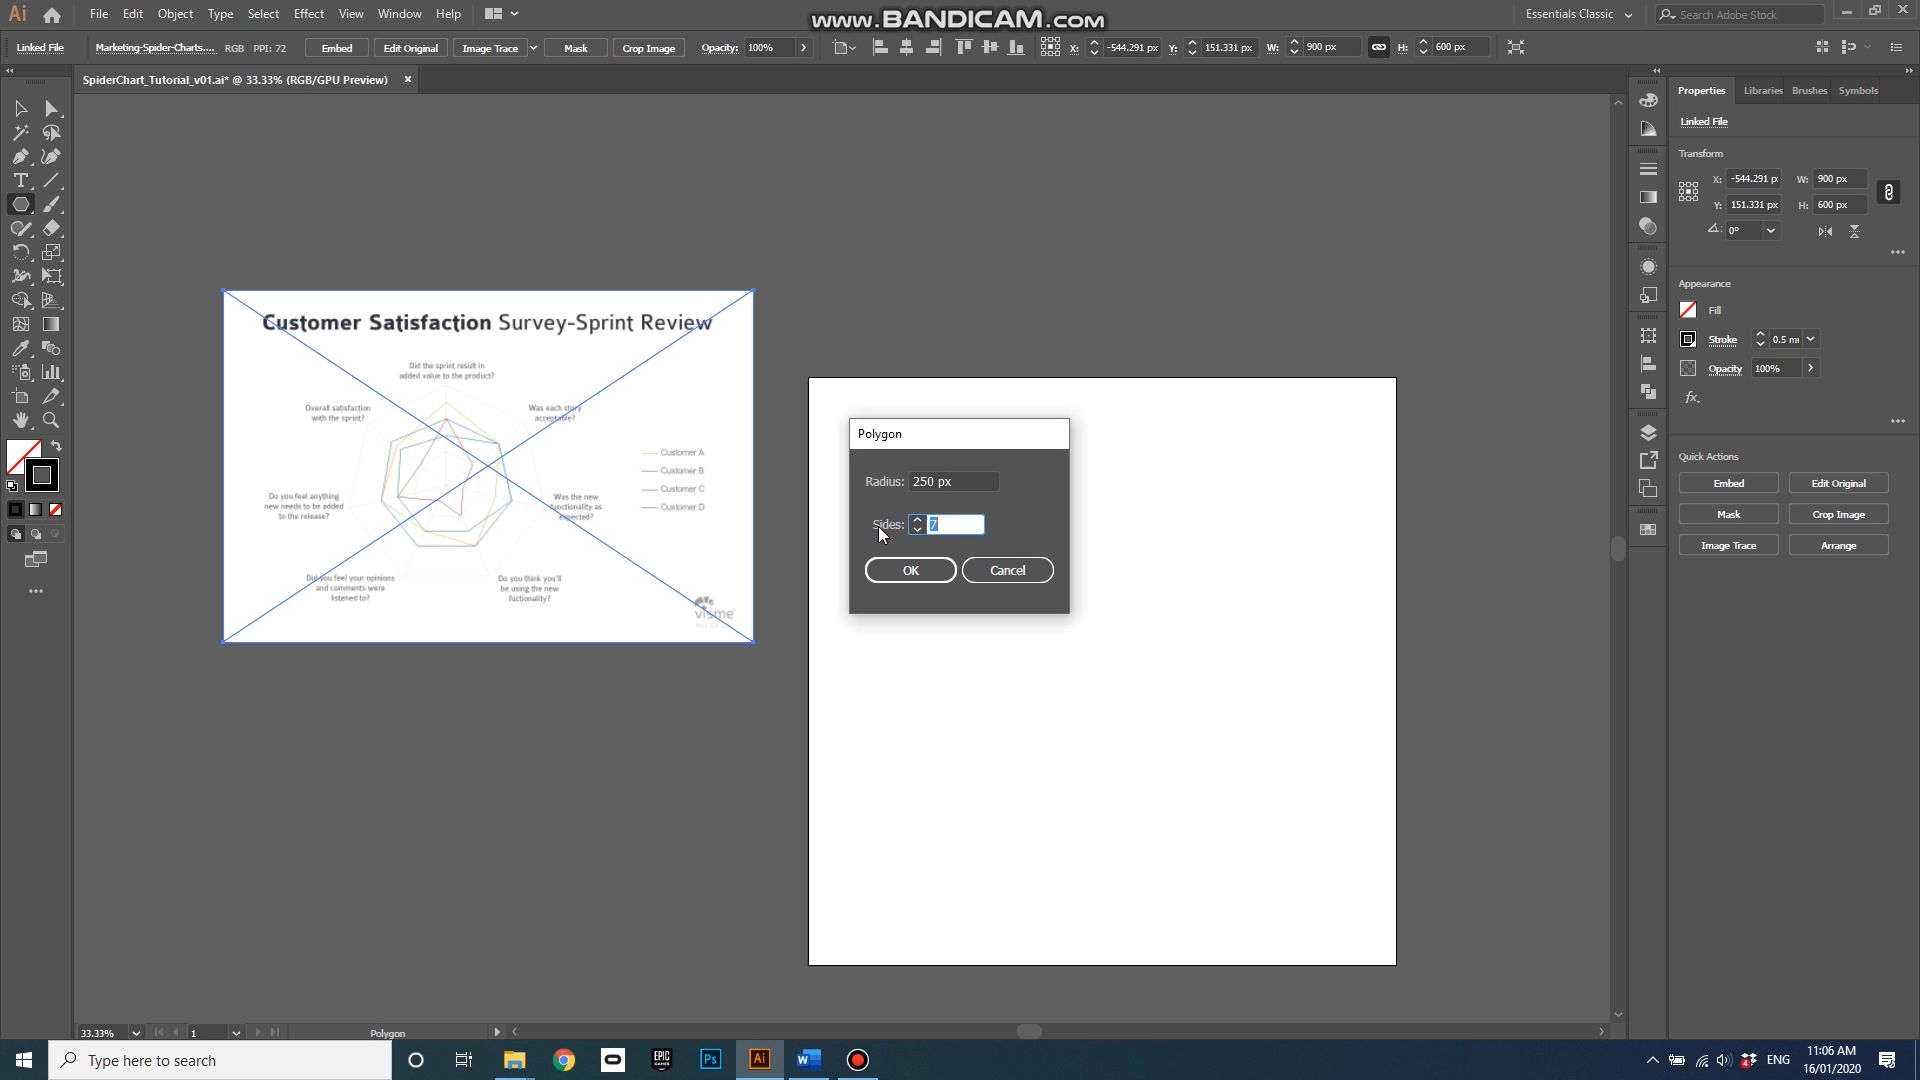 Ai File Edit Object Type Select Effect View Window Help
www.BANDICAM.com
Essentials Classic
Search Adobe Stock
Linked File Marketing-Spider-Charts.... RGB PPI: 72 Embed Edit Original Image Trace Mask Crop Image Opacity: 100% X: -544.291 px Y: 151.331 px W: 900 px H: 600 px
SpiderChart_Tutorial_v01.ai* @ 33.33% (RGB/GPU Preview)
Customer Satisfaction Survey-Sprint Review
Did the sprint result in
added value to the product?
Overall satisfaction
with the sprint?
Was each story
acceptable?
Customer A
Customer B
Customer C
Customer D
Do you feel anything
new needs to be added
to the release?
Was the new
functionality as
expected?
Did you feel your opinions
and comments were
listened to?
Do you think you'll
be using the new
fuctionality?
visme
Polygon
Radius: 250 px
Sides: 7
OK Cancel
Properties Libraries Brushes Symbols
Linked File
Transform
X: -544.291 p W: 900 px
Y: 151.331 px H: 600 px
0°
Appearance
Fill
Stroke 0.5 m
Opacity 100%
fx.
Quick Actions
Embed Edit Original
Mask Crop Image
Image Trace Arrange
33.33% 1 Polygon
Type here to search
EPIC GAMES
Ps
Ai
W
4
ENG
11:06 AM
16/01/2020